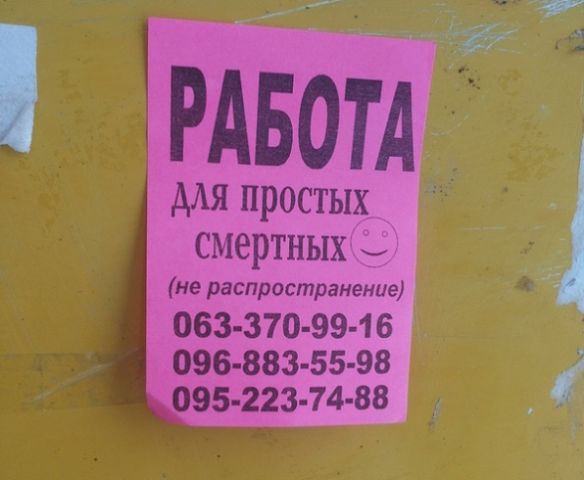 РАБОТА
для простых
смертных
(не распространение)
063-370-99-16
096-883-55-98
095-223-74-88